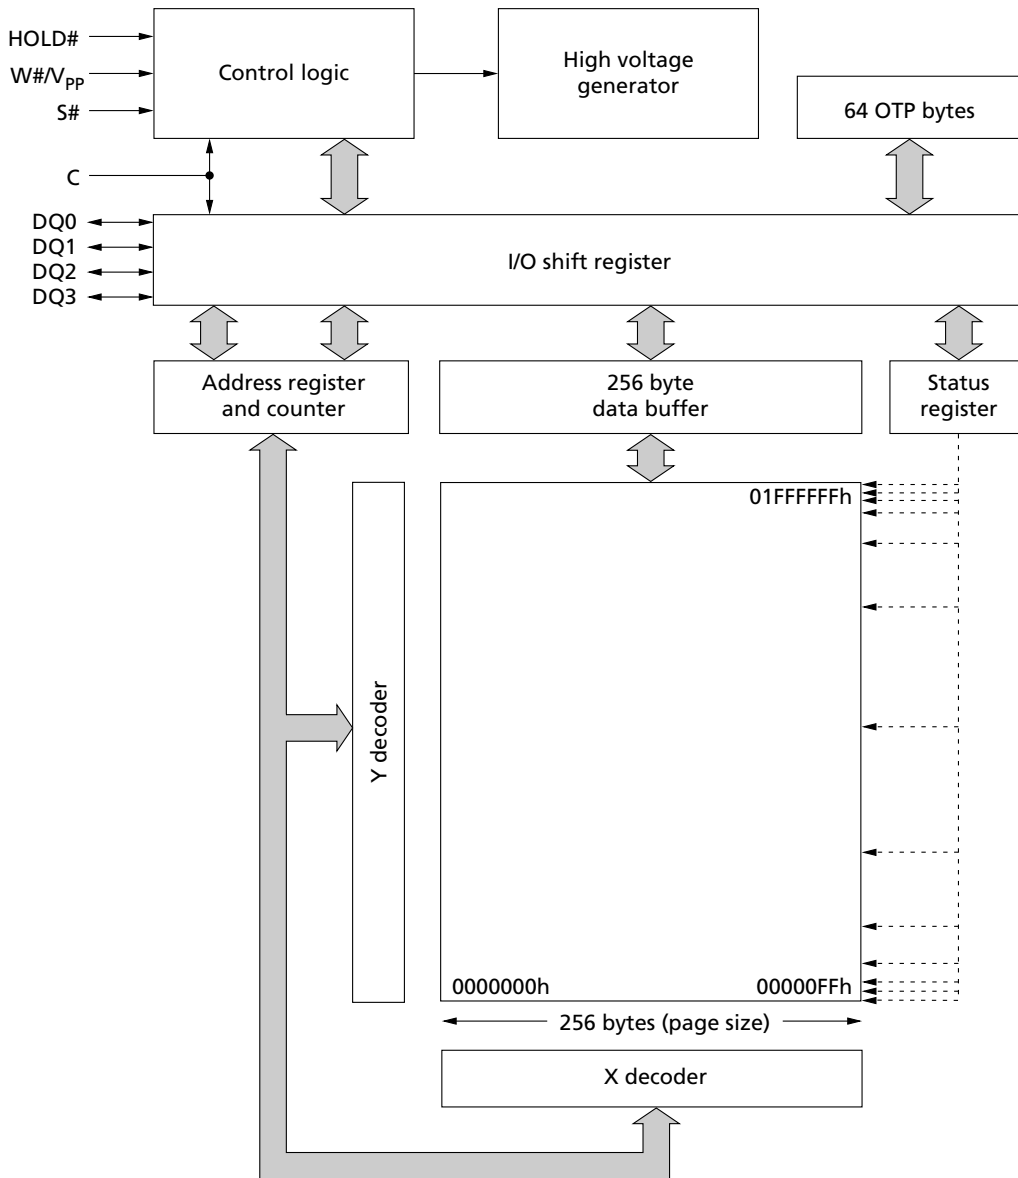 HOLD#
W#/VPP
S#
C
Control logic
High voltage
generator
64 OTP bytes
DQ0
DQ1
DQ2
DQ3
I/O shift register
Address register
and counter
256 byte
data buffer
Status
register
01FFFFFFh
Y decoder
0000000h
00000FFh
256 bytes (page size)
X decoder